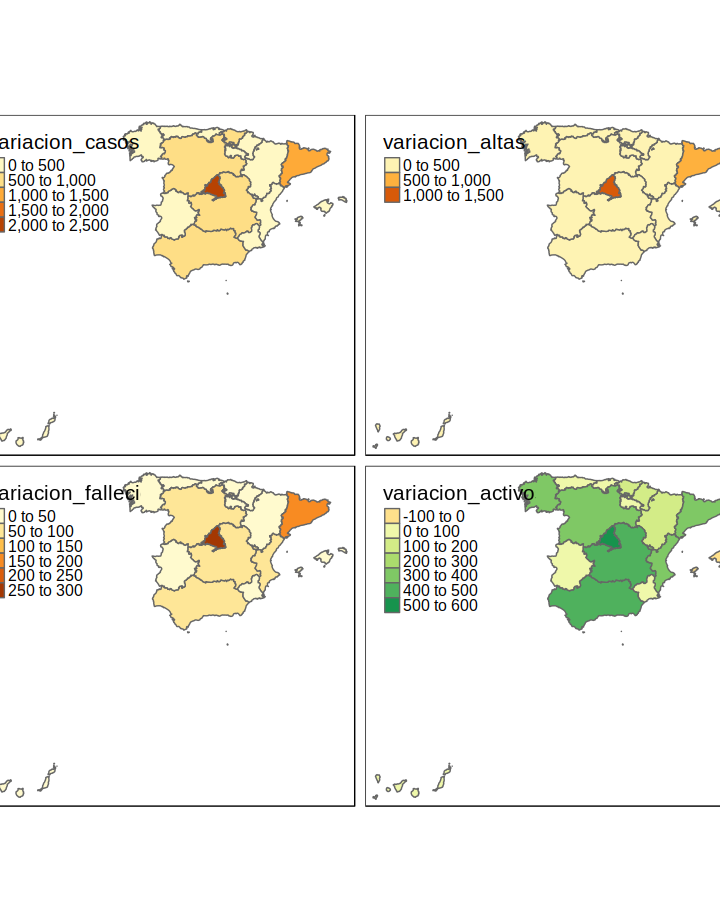 ariacion_casos
0 to 500
500 to 1,000
1,000 to 1,500
1,500 to 2,000
2,000 to 2,500
variacion_altas
0 to 500
500 to 1,000
1,000 to 1,500
ariacion_falleci
0 to 50
50 to 100
100 to 150
150 to 200
200 to 250
250 to 300
variacion_activo
-100 to 0
0 to 100
100 to 200
200 to 300
300 to 400
400 to 500
500 to 600